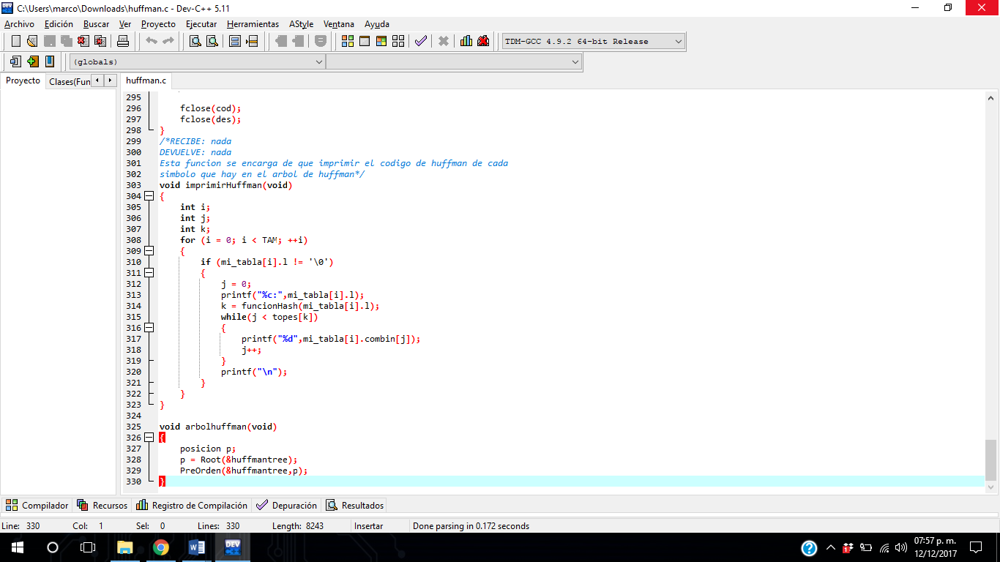 C:\Users\marco\Downloads\huffman.c - Dev-C++ 5.11
Archivo Edición Buscar Ver Proyecto Ejecutar Herramientas AStyle Ventana Ayuda
TDM-GCC 4.9.2 64-bit Release
(globals)
Proyecto Clases(Fun huffman.c
295
296 fclose(cod);
297 fclose(des);
298 }
299 /*RECIBE: nada
300 DEVUELVE: nada
301 Esta funcion se encarga de que imprimir el codigo de huffman de cada
302 simbolo que hay en el arbol de huffman*/
303 void imprimirHuffman(void)
304 {
305 int i;
306 int j;
307 int k;
308 for (i = 0; i < TAM; ++i)
309 {
310 if (mi_tabla[i].l != '\0')
311 {
312 j = 0;
313 printf("%c:",mi_tabla[i].l);
314 k = funcionHash(mi_tabla[i].l);
315 while(j < topes[k])
316 {
317 printf("%d",mi_tabla[i].combin[j]);
318 j++;
319 }
320 printf("\n");
321 }
322 }
323 }
324
325 void arbolhuffman(void)
326 {
327 posicion p;
328 p = Root(&huffmantree);
329 PreOrden(&huffmantree,p);
330 }
Compilador Recursos Registro de Compilación Depuración Resultados
Line: 330 Col: 1 Sel: 0 Lines: 330 Length: 8243 Insertar Done parsing in 0.172 seconds
DEV
07:57 p. m.
12/12/2017